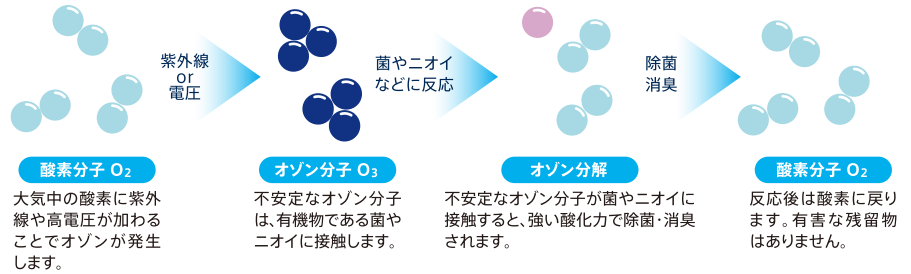 紫外線
or
電圧
菌やニオイ
などに反応
除菌
消臭
酸素分子 O2
大気中の酸素に紫外
線や高電圧が加わる
ことでオゾンが発生
します。
オゾン分子 O3
不安定なオゾン分子
は、有機物である菌や
ニオイに接触します。
オゾン分解
不安定なオゾン分子が菌やニオイに
接触すると、強い酸化力で除菌・消臭
されます。
酸素分子 O2
反応後は酸素に戻り
ます。有害な残留物
はありません。